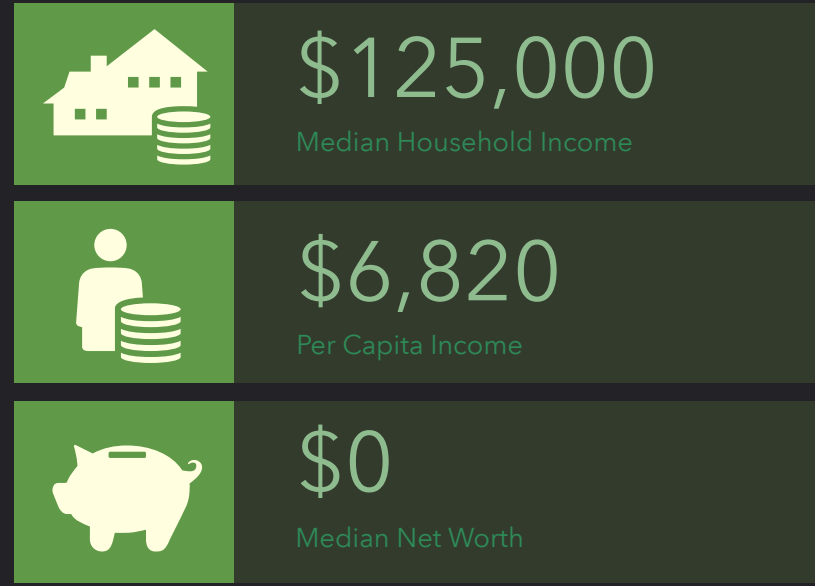 $125,000
Median Household Income
$6,820
Per Capita Income
$0
Median Net Worth